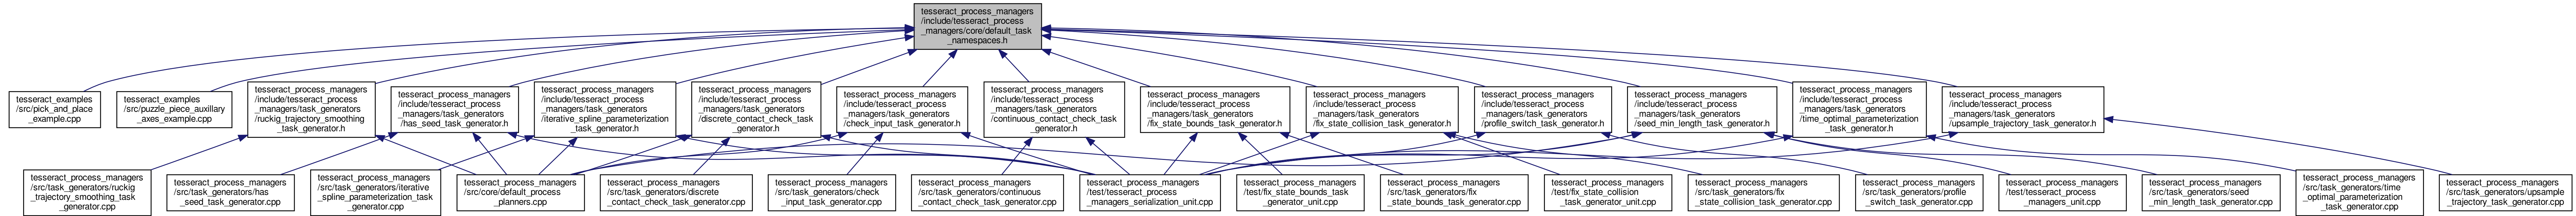 tesseract_process_managers
/include/tesseract_process
_managers/core/default_task
_namespaces.h
tesseract_examples
/src/pick_and_place
_example.cpp
tesseract_examples
/src/puzzle_piece_auxillary
_axes_example.cpp
tesseract_process_managers
/include/tesseract_process
_managers/task_generators
/ruckig_trajectory_smoothing
_task_generator.h
tesseract_process_managers
/include/tesseract_process
_managers/task_generators
/has_seed_task_generator.h
tesseract_process_managers
/include/tesseract_process
_managers/task_generators
/iterative_spline_parameterization
_task_generator.h
tesseract_process_managers
/include/tesseract_process
_managers/task_generators
/discrete_contact_check_task
_generator.h
tesseract_process_managers
/include/tesseract_process
_managers/task_generators
/check_input_task_generator.h
tesseract_process_managers
/include/tesseract_process
_managers/task_generators
/continuous_contact_check_task
_generator.h
tesseract_process_managers
/include/tesseract_process
_managers/task_generators
/fix_state_bounds_task_generator.h
tesseract_process_managers
/include/tesseract_process
_managers/task_generators
/fix_state_collision_task_generator.h
tesseract_process_managers
/include/tesseract_process
_managers/task_generators
/profile_switch_task_generator.h
tesseract_process_managers
/include/tesseract_process
_managers/task_generators
/seed_min_length_task_generator.h
tesseract_process_managers
/include/tesseract_process
_managers/task_generators
/time_optimal_parameterization
_task_generator.h
tesseract_process_managers
/include/tesseract_process
_managers/task_generators
/upsample_trajectory_task_generator.h
tesseract_process_managers
/src/task_generators/ruckig
_trajectory_smoothing_task
_generator.cpp
tesseract_process_managers
/src/task_generators/has
_seed_task_generator.cpp
tesseract_process_managers
/src/task_generators/iterative
_spline_parameterization_task
_generator.cpp
tesseract_process_managers
/src/core/default_process
_planners.cpp
tesseract_process_managers
/src/task_generators/discrete
_contact_check_task_generator.cpp
tesseract_process_managers
/src/task_generators/check
_input_task_generator.cpp
tesseract_process_managers
/src/task_generators/continuous
_contact_check_task_generator.cpp
tesseract_process_managers
/test/tesseract_process
_managers_serialization_unit.cpp
tesseract_process_managers
/test/fix_state_bounds_task
_generator_unit.cpp
tesseract_process_managers
/src/task_generators/fix
_state_bounds_task_generator.cpp
tesseract_process_managers
/test/fix_state_collision
_task_generator_unit.cpp
tesseract_process_managers
/src/task_generators/fix
_state_collision_task_generator.cpp
tesseract_process_managers
/src/task_generators/profile
_switch_task_generator.cpp
tesseract_process_managers
/test/tesseract_process
_managers_unit.cpp
tesseract_process_managers
/src/task_generators/seed
_min_length_task_generator.cpp
tesseract_process_managers
/src/task_generators/time
_optimal_parameterization
_task_generator.cpp
tesseract_process_managers
/src/task_generators/upsample
_trajectory_task_generator.cpp